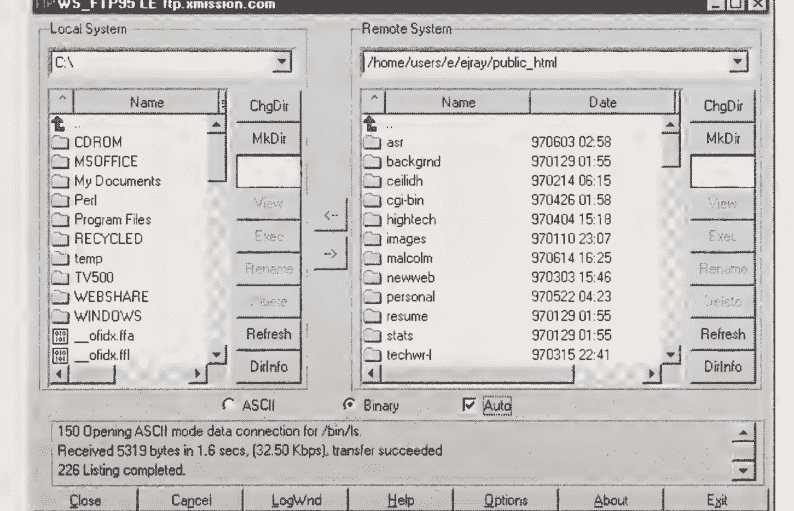 WS_FTP95 LE ftp.xmission.com
Local System
C:\
^ Name
ChgDir
MkDir
View
Exec
Rename
Delete
Refresh
DirInfo
..
CDROM
MSOFFICE
My Documents
Perl
Program Files
RECYCLED
temp
TV500
WEBSHARE
WINDOWS
__ofidx.ffa
__ofidx.ffl
<--
-->
Remote System
/home/users/e/ejray/public_html
^ Name Date
..
asr 970603 02:58
backgrnd 970129 01:55
ceilidh 970214 06:15
cgi-bin 970426 01:58
hightech 970404 15:18
images 970110 23:07
malcolm 970614 16:25
newweb 970303 15:46
personal 970522 04:23
resume 970129 01:55
stats 970129 01:55
techwr-l 970315 22:41
ChgDir
MkDir
View
Exec
Rename
Delete
Refresh
DirInfo
ASCII Binary Auto
150 Opening ASCII mode data connection for /bin/ls.
Received 5319 bytes in 1.6 secs, (32.50 Kbps), transfer succeeded
226 Listing completed.
Close Cancel LogWnd Help Options About Exit